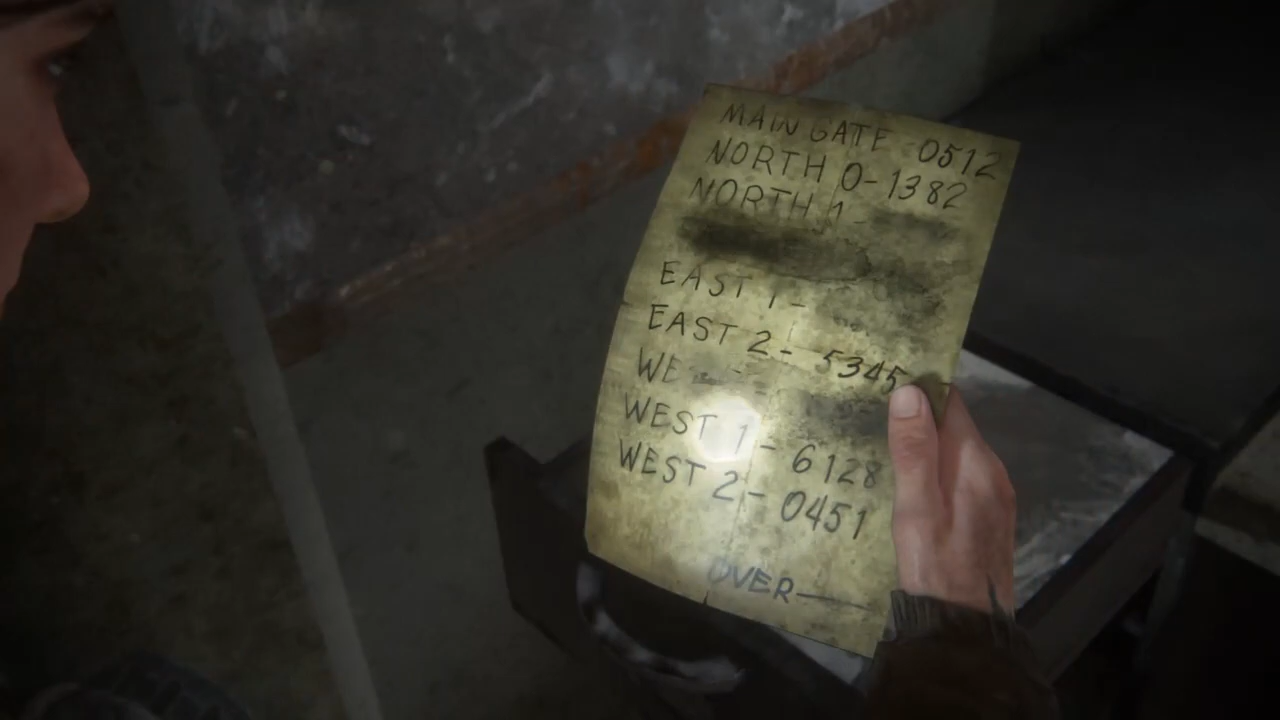 MAIN GATE 0512
NORTH 0-1382
NORTH 1-
EAST 1-
EAST 2- 5345
WE
WEST 1- 6128
WEST 2- 0451
OVER—